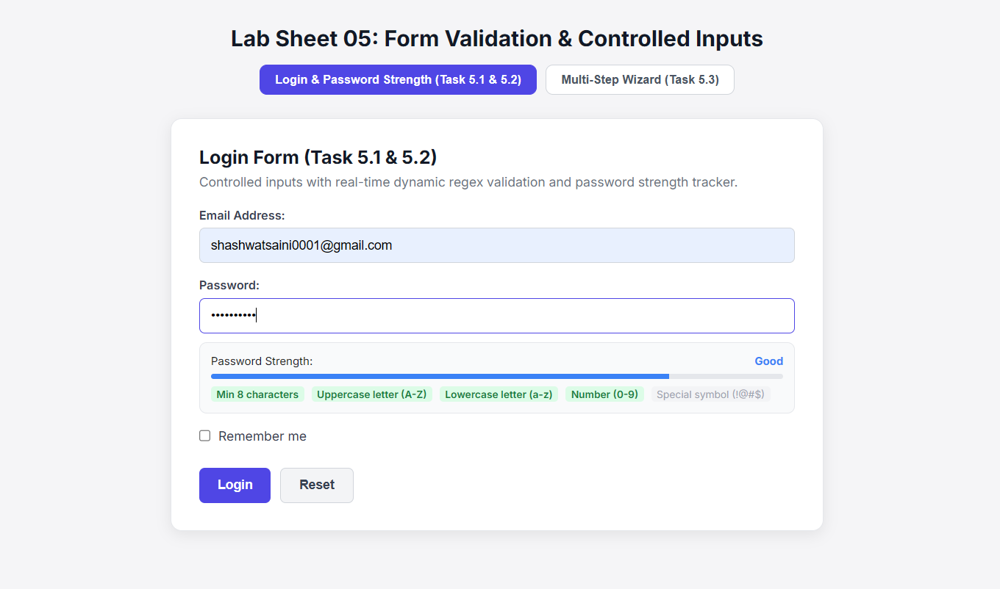 Lab Sheet 05: Form Validation & Controlled Inputs
Login & Password Strength (Task 5.1 & 5.2) Multi-Step Wizard (Task 5.3)
Login Form (Task 5.1 & 5.2)
Controlled inputs with real-time dynamic regex validation and password strength tracker.
Email Address:
shashwatsaini0001@gmail.com
Password:
••••••••••
Password Strength: Good
Min 8 characters Uppercase letter (A-Z) Lowercase letter (a-z) Number (0-9) Special symbol (!@#$)
Remember me
Login Reset